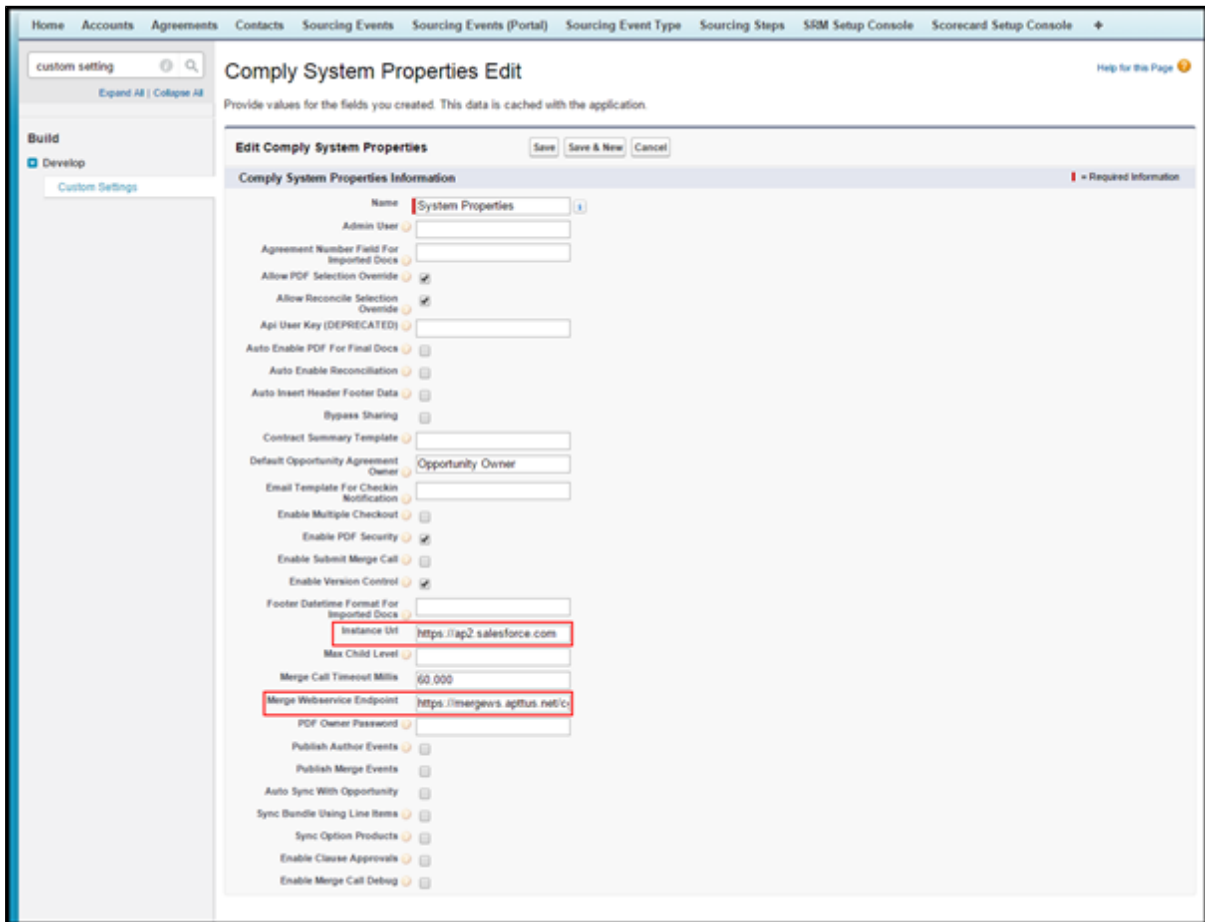 Home Accounts Agreements Contacts Sourcing Events Sourcing Events (Portal) Sourcing Event Type Sourcing Steps SRM Setup Console Scorecard Setup Console +
custom setting
Expand All | Collapse All
Build
Develop
Custom Settings
Comply System Properties Edit
Help for this Page
Provide values for the fields you created. This data is cached with the application.
Edit Comply System Properties Save Save & New Cancel
Comply System Properties Information
= Required Information
Name System Properties
Admin User
Agreement Number Field For
Imported Docs
Allow PDF Selection Override
Allow Reconcile Selection
Override
Api User Key (DEPRECATED)
Auto Enable PDF For Final Docs
Auto Enable Reconciliation
Auto Insert Header Footer Data
Bypass Sharing
Contract Summary Template
Default Opportunity Agreement
Owner
Opportunity Owner
Email Template For Checkin
Notification
Enable Multiple Checkout
Enable PDF Security
Enable Submit Merge Call
Enable Version Control
Footer Datetime Format For
Imported Docs
Instance Url https://ap2.salesforce.com
Max Child Level
Merge Call Timeout Millis 60,000
Merge Webservice Endpoint https://mergews.apttus.net/c
PDF Owner Password
Publish Author Events
Publish Merge Events
Auto Sync With Opportunity
Sync Bundle Using Line Items
Sync Option Products
Enable Clause Approvals
Enable Merge Call Debug